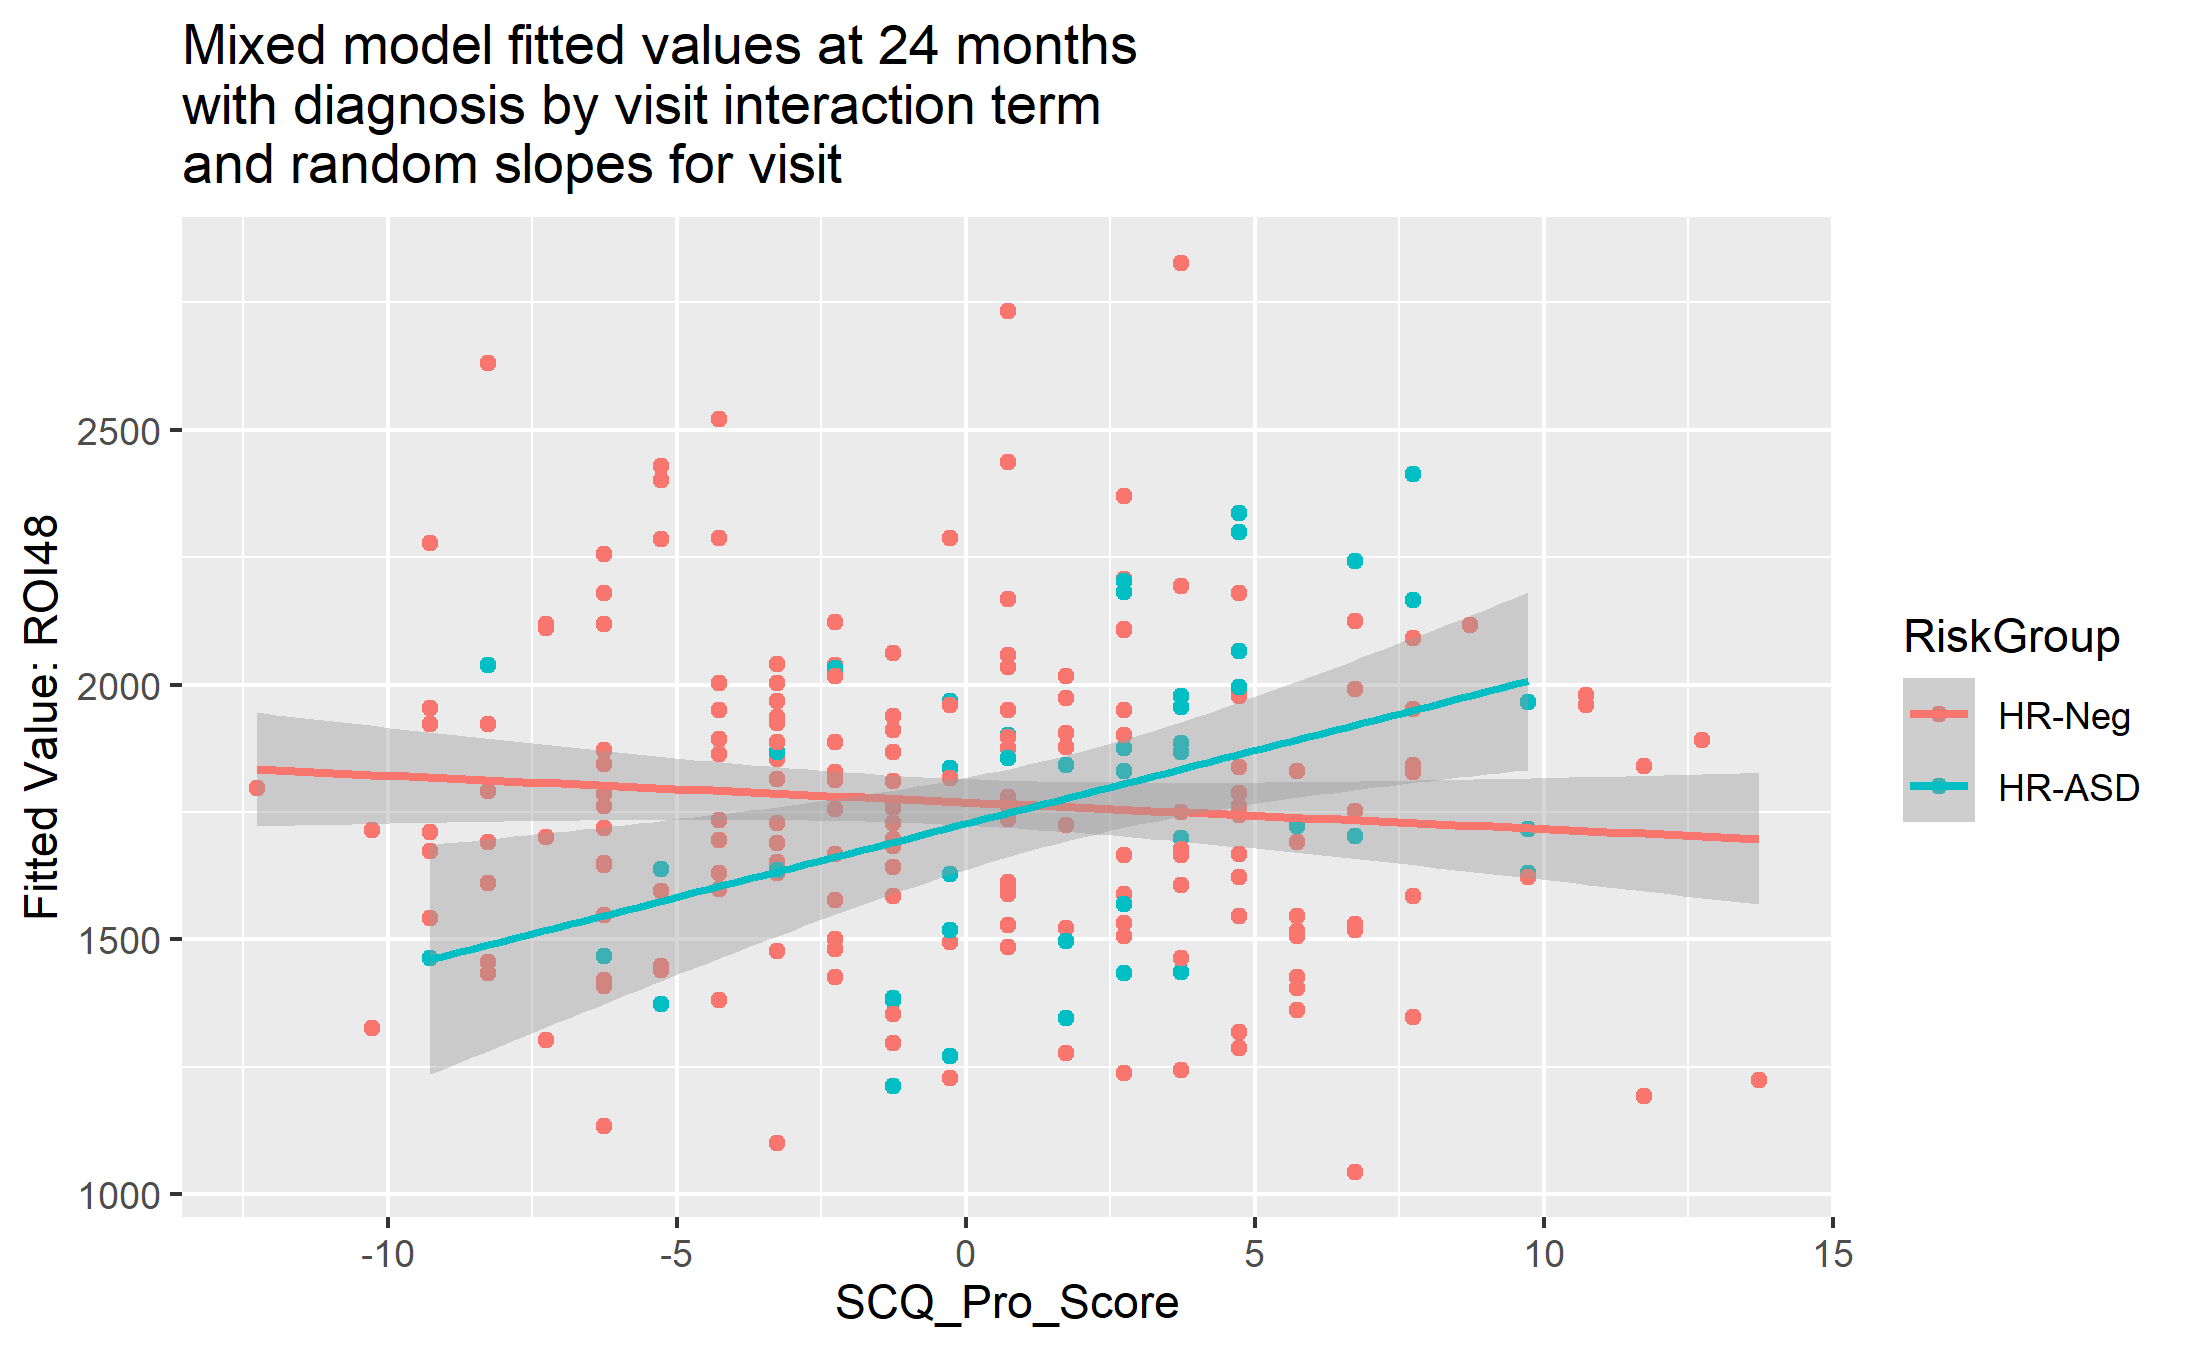 Mixed model fitted values at 24 months
with diagnosis by visit interaction term
and random slopes for visit
Fitted Value: ROI48
2500
2000
1500
1000
-10
-5
0
5
10
15
SCQ_Pro_Score
RiskGroup
HR-Neg
HR-ASD